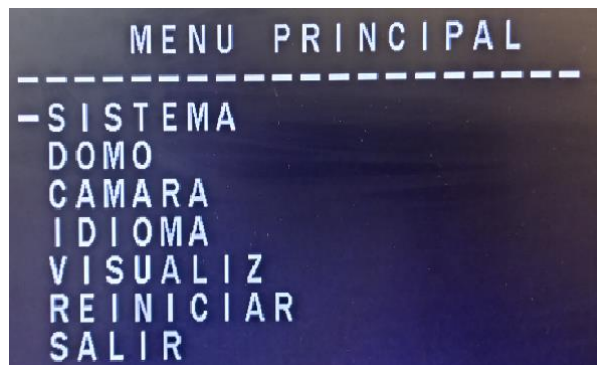 MENU PRINCIPAL
SISTEMA
DOMO
CAMARA
IDIOMA
VISUALIZ
REINICIAR
SALIR